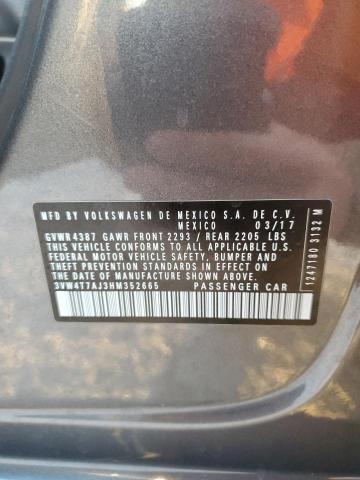 MFD BY VOLKSWAGEN DE MEXICO S.A. DE C.V.
MEXICO 03/17
GVWR 4387 GAWR FRONT 2293 / REAR 2205 LBS
THIS VEHICLE CONFORMS TO ALL APPLICABLE U.S.
FEDERAL MOTOR VEHICLE SAFETY, BUMPER AND
THEFT PREVENTION STANDARDS IN EFFECT ON
THE DATE OF MANUFACTURE SHOWN ABOVE.
3VW4T7AJ3HM352665 PASSENGER CAR
1247180 3132 M